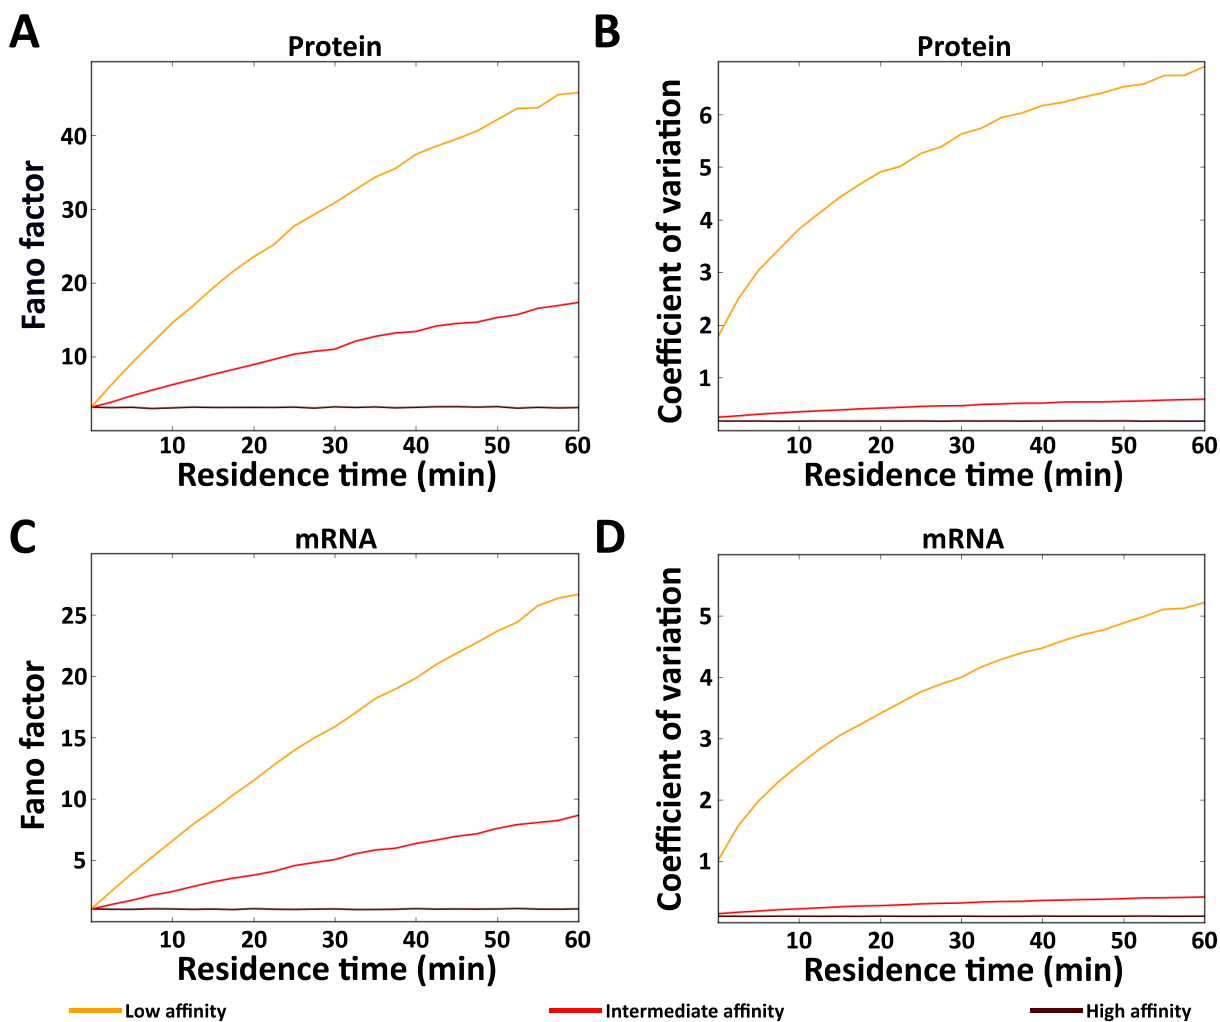 A
Protein
Fano factor
40
30
20
10
10 20 30 40 50 60
Residence time (min)
B
Protein
Coefficient of variation
6
5
4
3
2
1
10 20 30 40 50 60
Residence time (min)
C
mRNA
Fano factor
25
20
15
10
5
10 20 30 40 50 60
Residence time (min)
D
mRNA
Coefficient of variation
5
4
3
2
1
10 20 30 40 50 60
Residence time (min)
Low affinity
Intermediate affinity
High affinity